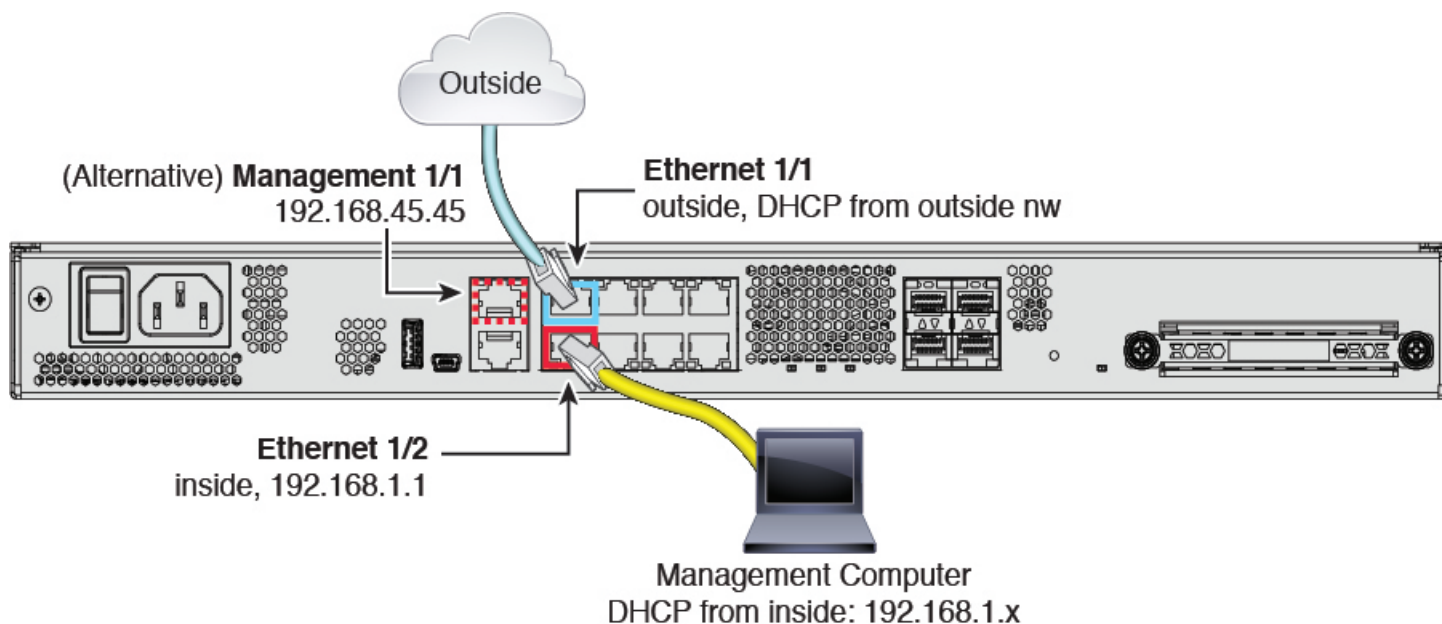 Outside
(Alternative) Management 1/1
192.168.45.45
Ethernet 1/1
outside, DHCP from outside nw
Ethernet 1/2
inside, 192.168.1.1
Management Computer
DHCP from inside: 192.168.1.x